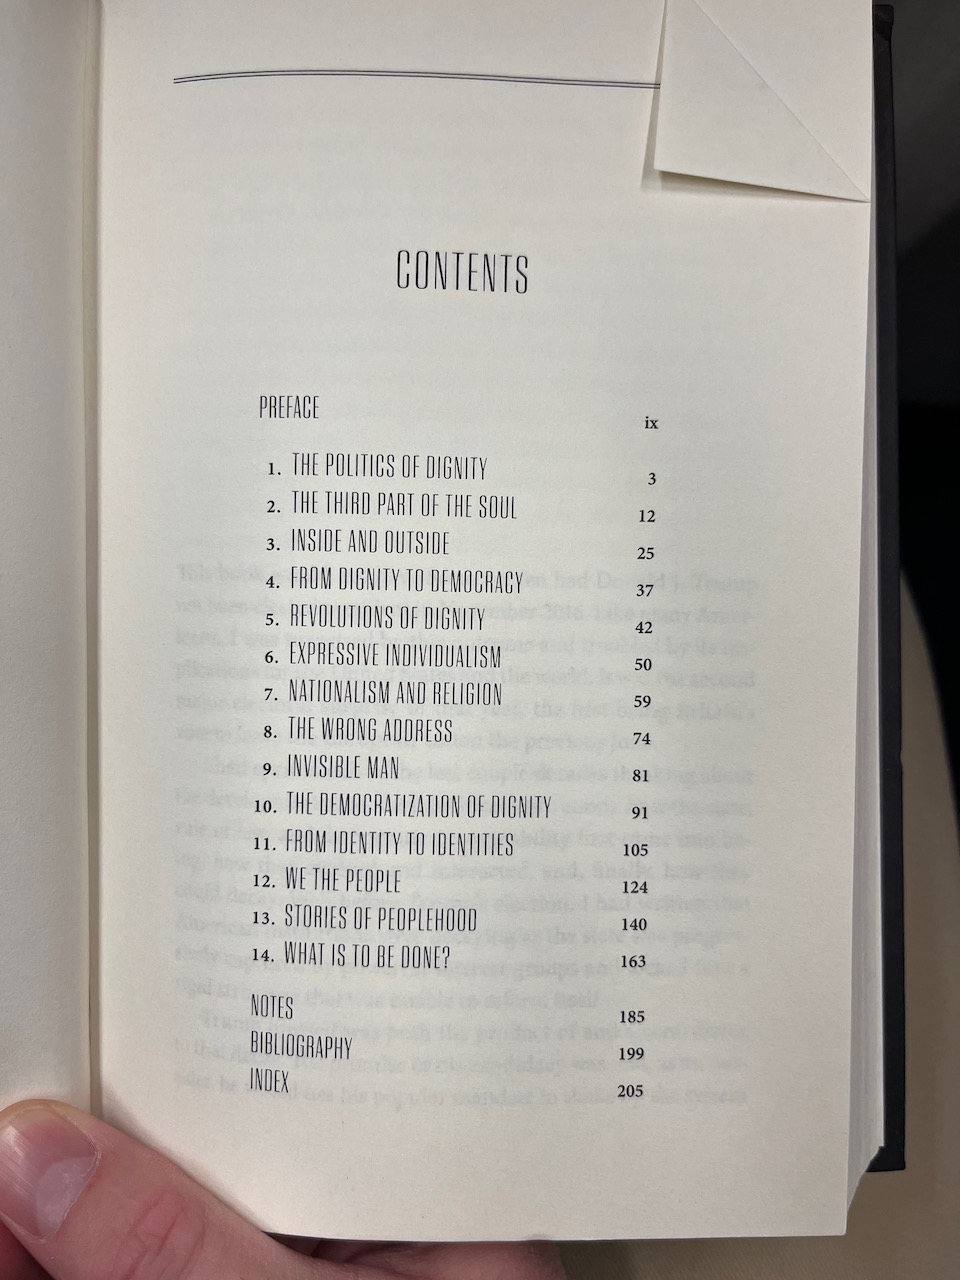 CONTENTS
PREFACE ix
1. THE POLITICS OF DIGNITY 3
2. THE THIRD PART OF THE SOUL 12
3. INSIDE AND OUTSIDE 25
4. FROM DIGNITY TO DEMOCRACY 37
5. REVOLUTIONS OF DIGNITY 42
6. EXPRESSIVE INDIVIDUALISM 50
7. NATIONALISM AND RELIGION 59
8. THE WRONG ADDRESS 74
9. INVISIBLE MAN 81
10. THE DEMOCRATIZATION OF DIGNITY 91
11. FROM IDENTITY TO IDENTITIES 105
12. WE THE PEOPLE 124
13. STORIES OF PEOPLEHOOD 140
14. WHAT IS TO BE DONE? 163
NOTES 185
BIBLIOGRAPHY 199
INDEX 205